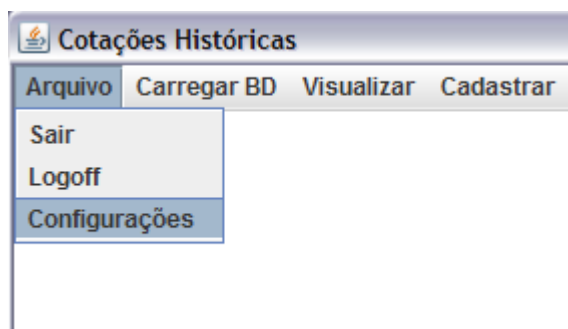 Cotações Históricas
Arquivo Carregar BD Visualizar Cadastrar
Sair
Logoff
Configurações